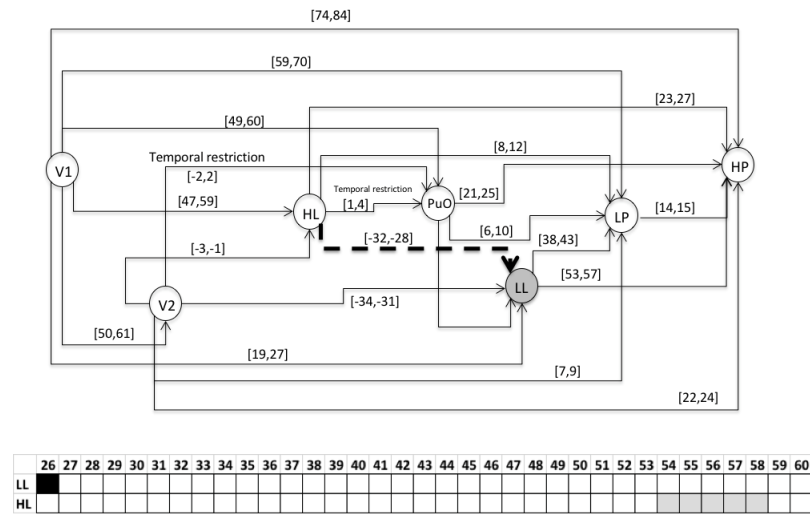 [74,84]
[59,70]
[49,60]
[23,27]
Temporal restriction
[-2,2]
[8,12]
V1
HP
Temporal restriction
[1,4]
[21,25]
PuO
[47,59]
HL
LP
[14,15]
[6,10]
[-3,-1]
[-32,-28]
[38,43]
[53,57]
LL
V2
[-34,-31]
[50,61]
[19,27]
[7,9]
[22,24]
26 27 28 29 30 31 32 33 34 35 36 37 38 39 40 41 42 43 44 45 46 47 48 49 50 51 52 53 54 55 56 57 58 59 60
LL
HL